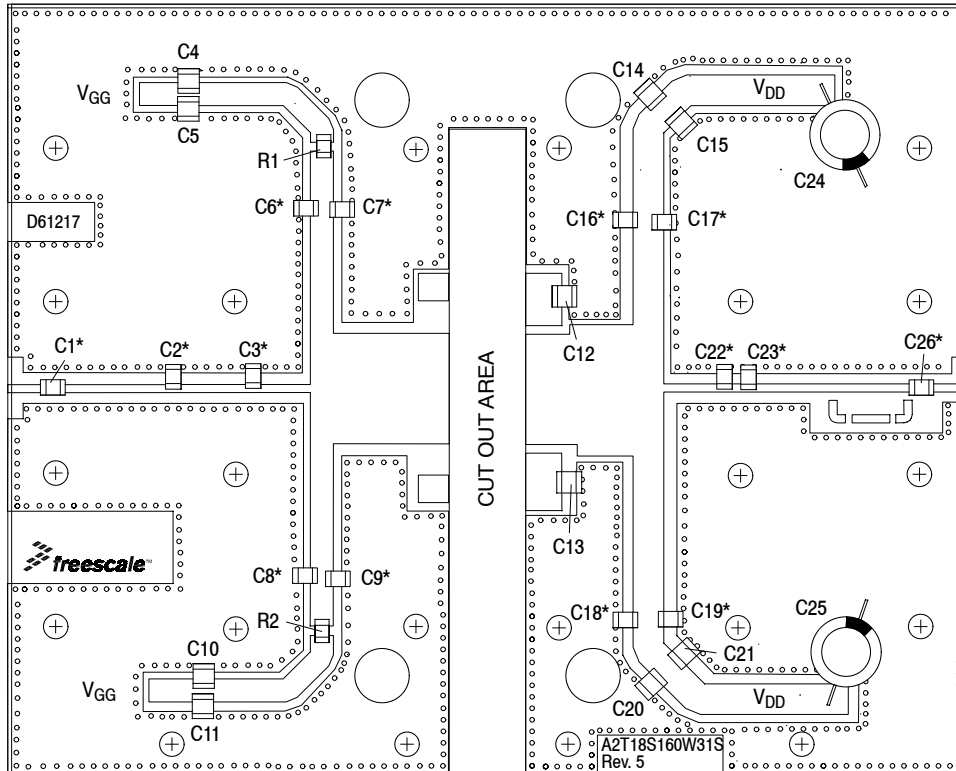 C4
C14
VGG
VDD
C5
C15
R1
C24
C6*
C7*
C16*
C17*
D61217
C12
C1*
C2*
C3*
C22*
C23*
C26*
CUT OUT AREA
C13
freescale™
C8*
C9*
C18*
C19*
C25
R2
C10
C21
VGG
VDD
C20
C11
A2T18S160W31S
Rev. 5